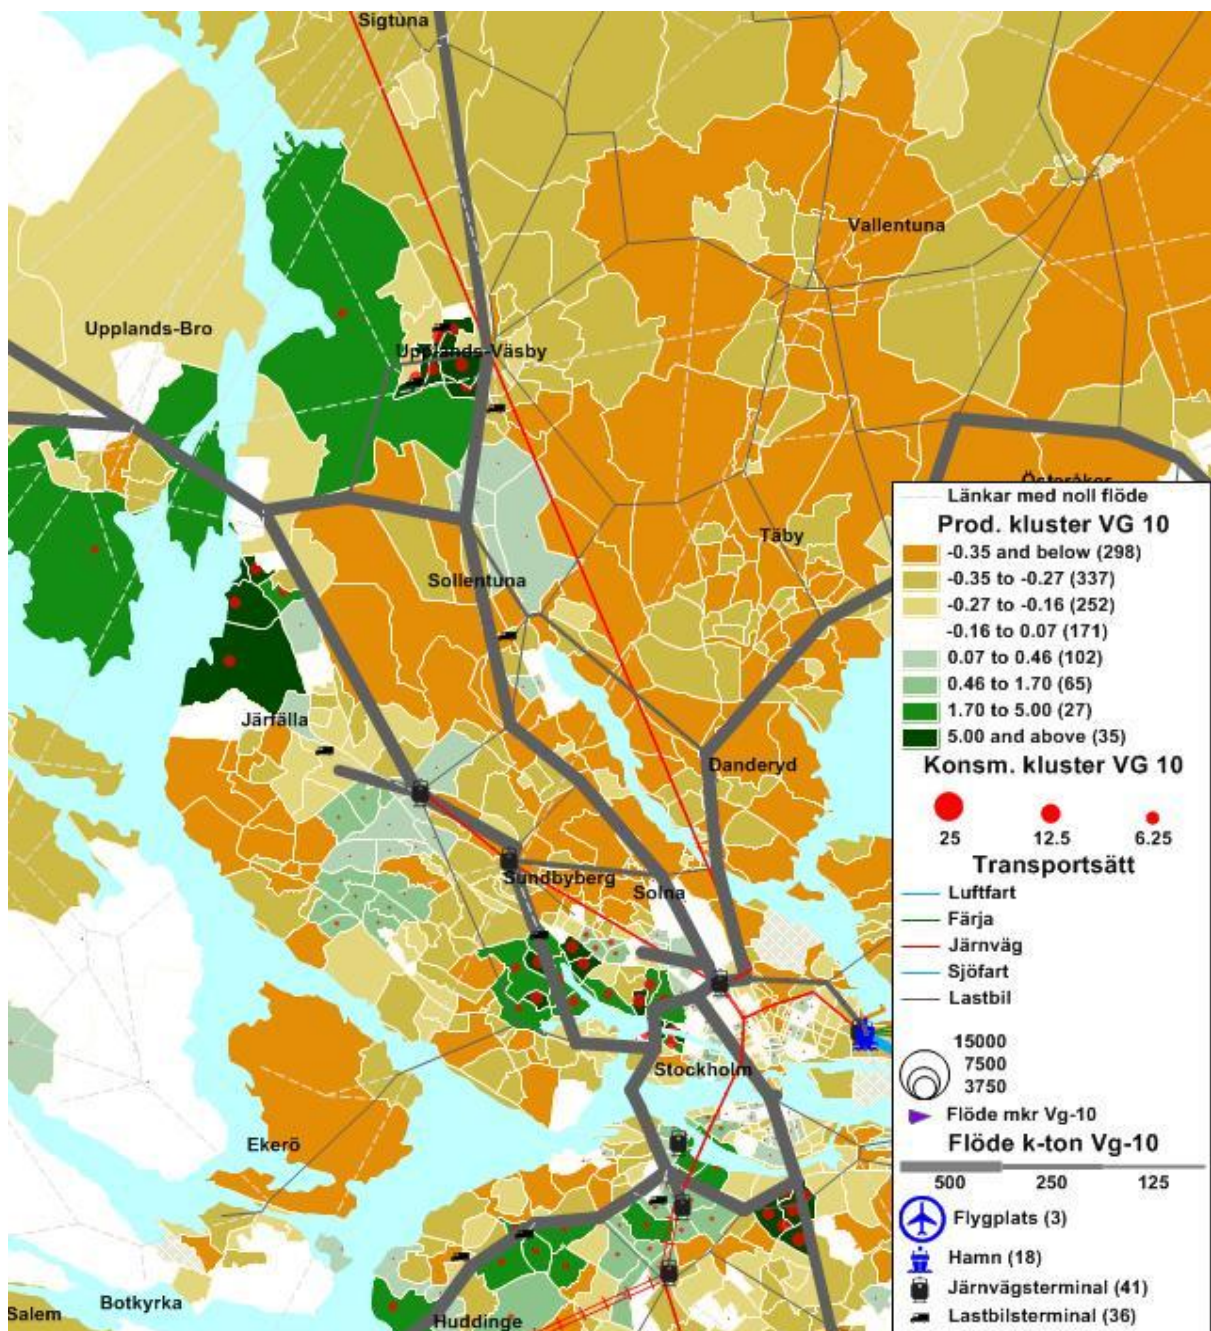 Sigtuna
Vallentuna
Upplands-Bro
Upplands-Väsby
Österåker
Täby
Sollentuna
Järfälla
Danderyd
Sundbyberg
Solna
Stockholm
Ekerö
Botkyrka
Salem
Huddinge
Länkar med noll flöde
Prod. kluster VG 10
-0.35 and below (298)
-0.35 to -0.27 (337)
-0.27 to -0.16 (252)
-0.16 to 0.07 (171)
0.07 to 0.46 (102)
0.46 to 1.70 (65)
1.70 to 5.00 (27)
5.00 and above (35)
Konsm. kluster VG 10
25 12.5 6.25
Transportsätt
Luftfart
Färja
Järnväg
Sjöfart
Lastbil
15000
7500
3750
Flöde mkr Vg-10
Flöde k-ton Vg-10
500 250 125
Flygplats (3)
Hamn (18)
Järnvägsterminal (41)
Lastbilsterminal (36)